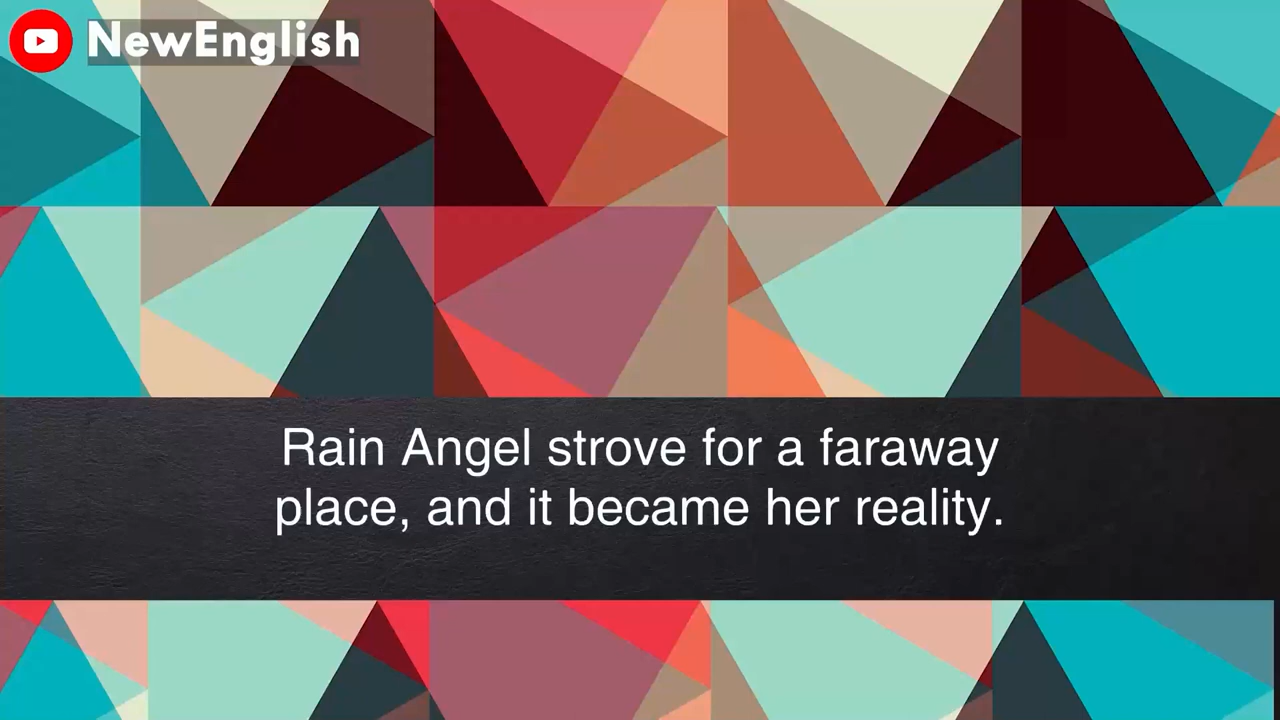 NewEnglish
Rain Angel strove for a faraway
place, and it became her reality.